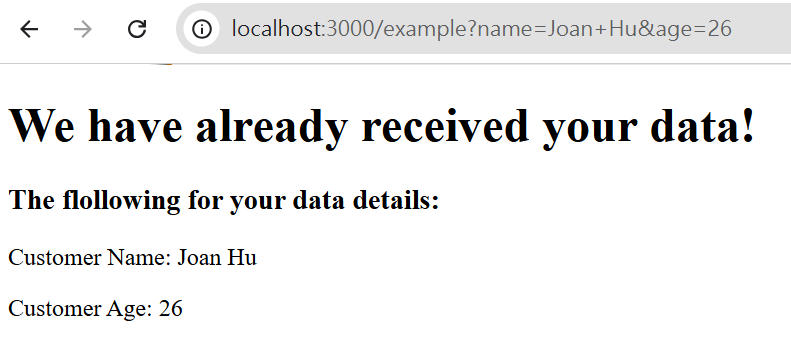 localhost:3000/example?name=Joan+Hu&age=26
We have already received your data!
The flollowing for your data details:
Customer Name: Joan Hu
Customer Age: 26